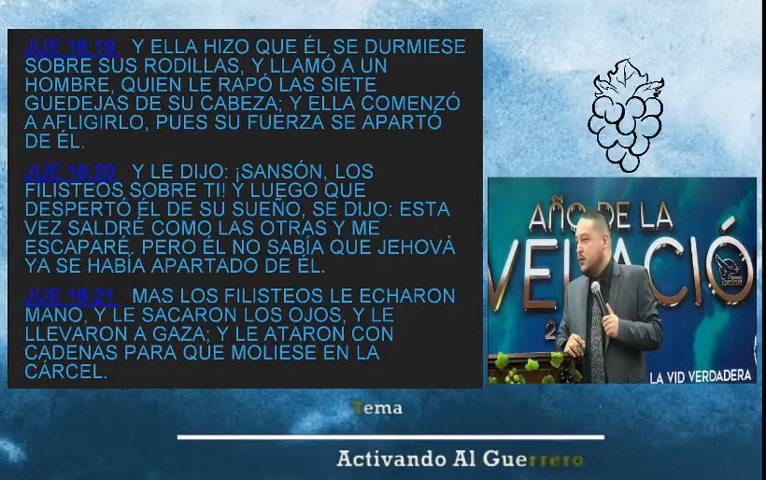 JUE 16:19 Y ELLA HIZO QUE ÉL SE DURMIESE
SOBRE SUS RODILLAS, Y LLAMÓ A UN
HOMBRE, QUIEN LE RAPÓ LAS SIETE
GUEDEJAS DE SU CABEZA; Y ELLA COMENZÓ
A AFLIGIRLO, PUES SU FUERZA SE APARTÓ
DE ÉL.
JUE 16:20 Y LE DIJO: ¡SANSÓN, LOS
FILISTEOS SOBRE TI! Y LUEGO QUE
DESPERTÓ ÉL DE SU SUEÑO, SE DIJO: ESTA
VEZ SALDRÉ COMO LAS OTRAS Y ME
ESCAPARÉ. PERO ÉL NO SABÍA QUE JEHOVÁ
YA SE HABÍA APARTADO DE ÉL.
JUE 16:21 MAS LOS FILISTEOS LE ECHARON
MANO, Y LE SACARON LOS OJOS, Y LE
LLEVARON A GAZA; Y LE ATARON CON
CADENAS PARA QUE MOLIESE EN LA
CÁRCEL.
AÑO DE LA
VELACIÓ
2
LA VID VERDADERA
Tema
Activando Al Guerrero